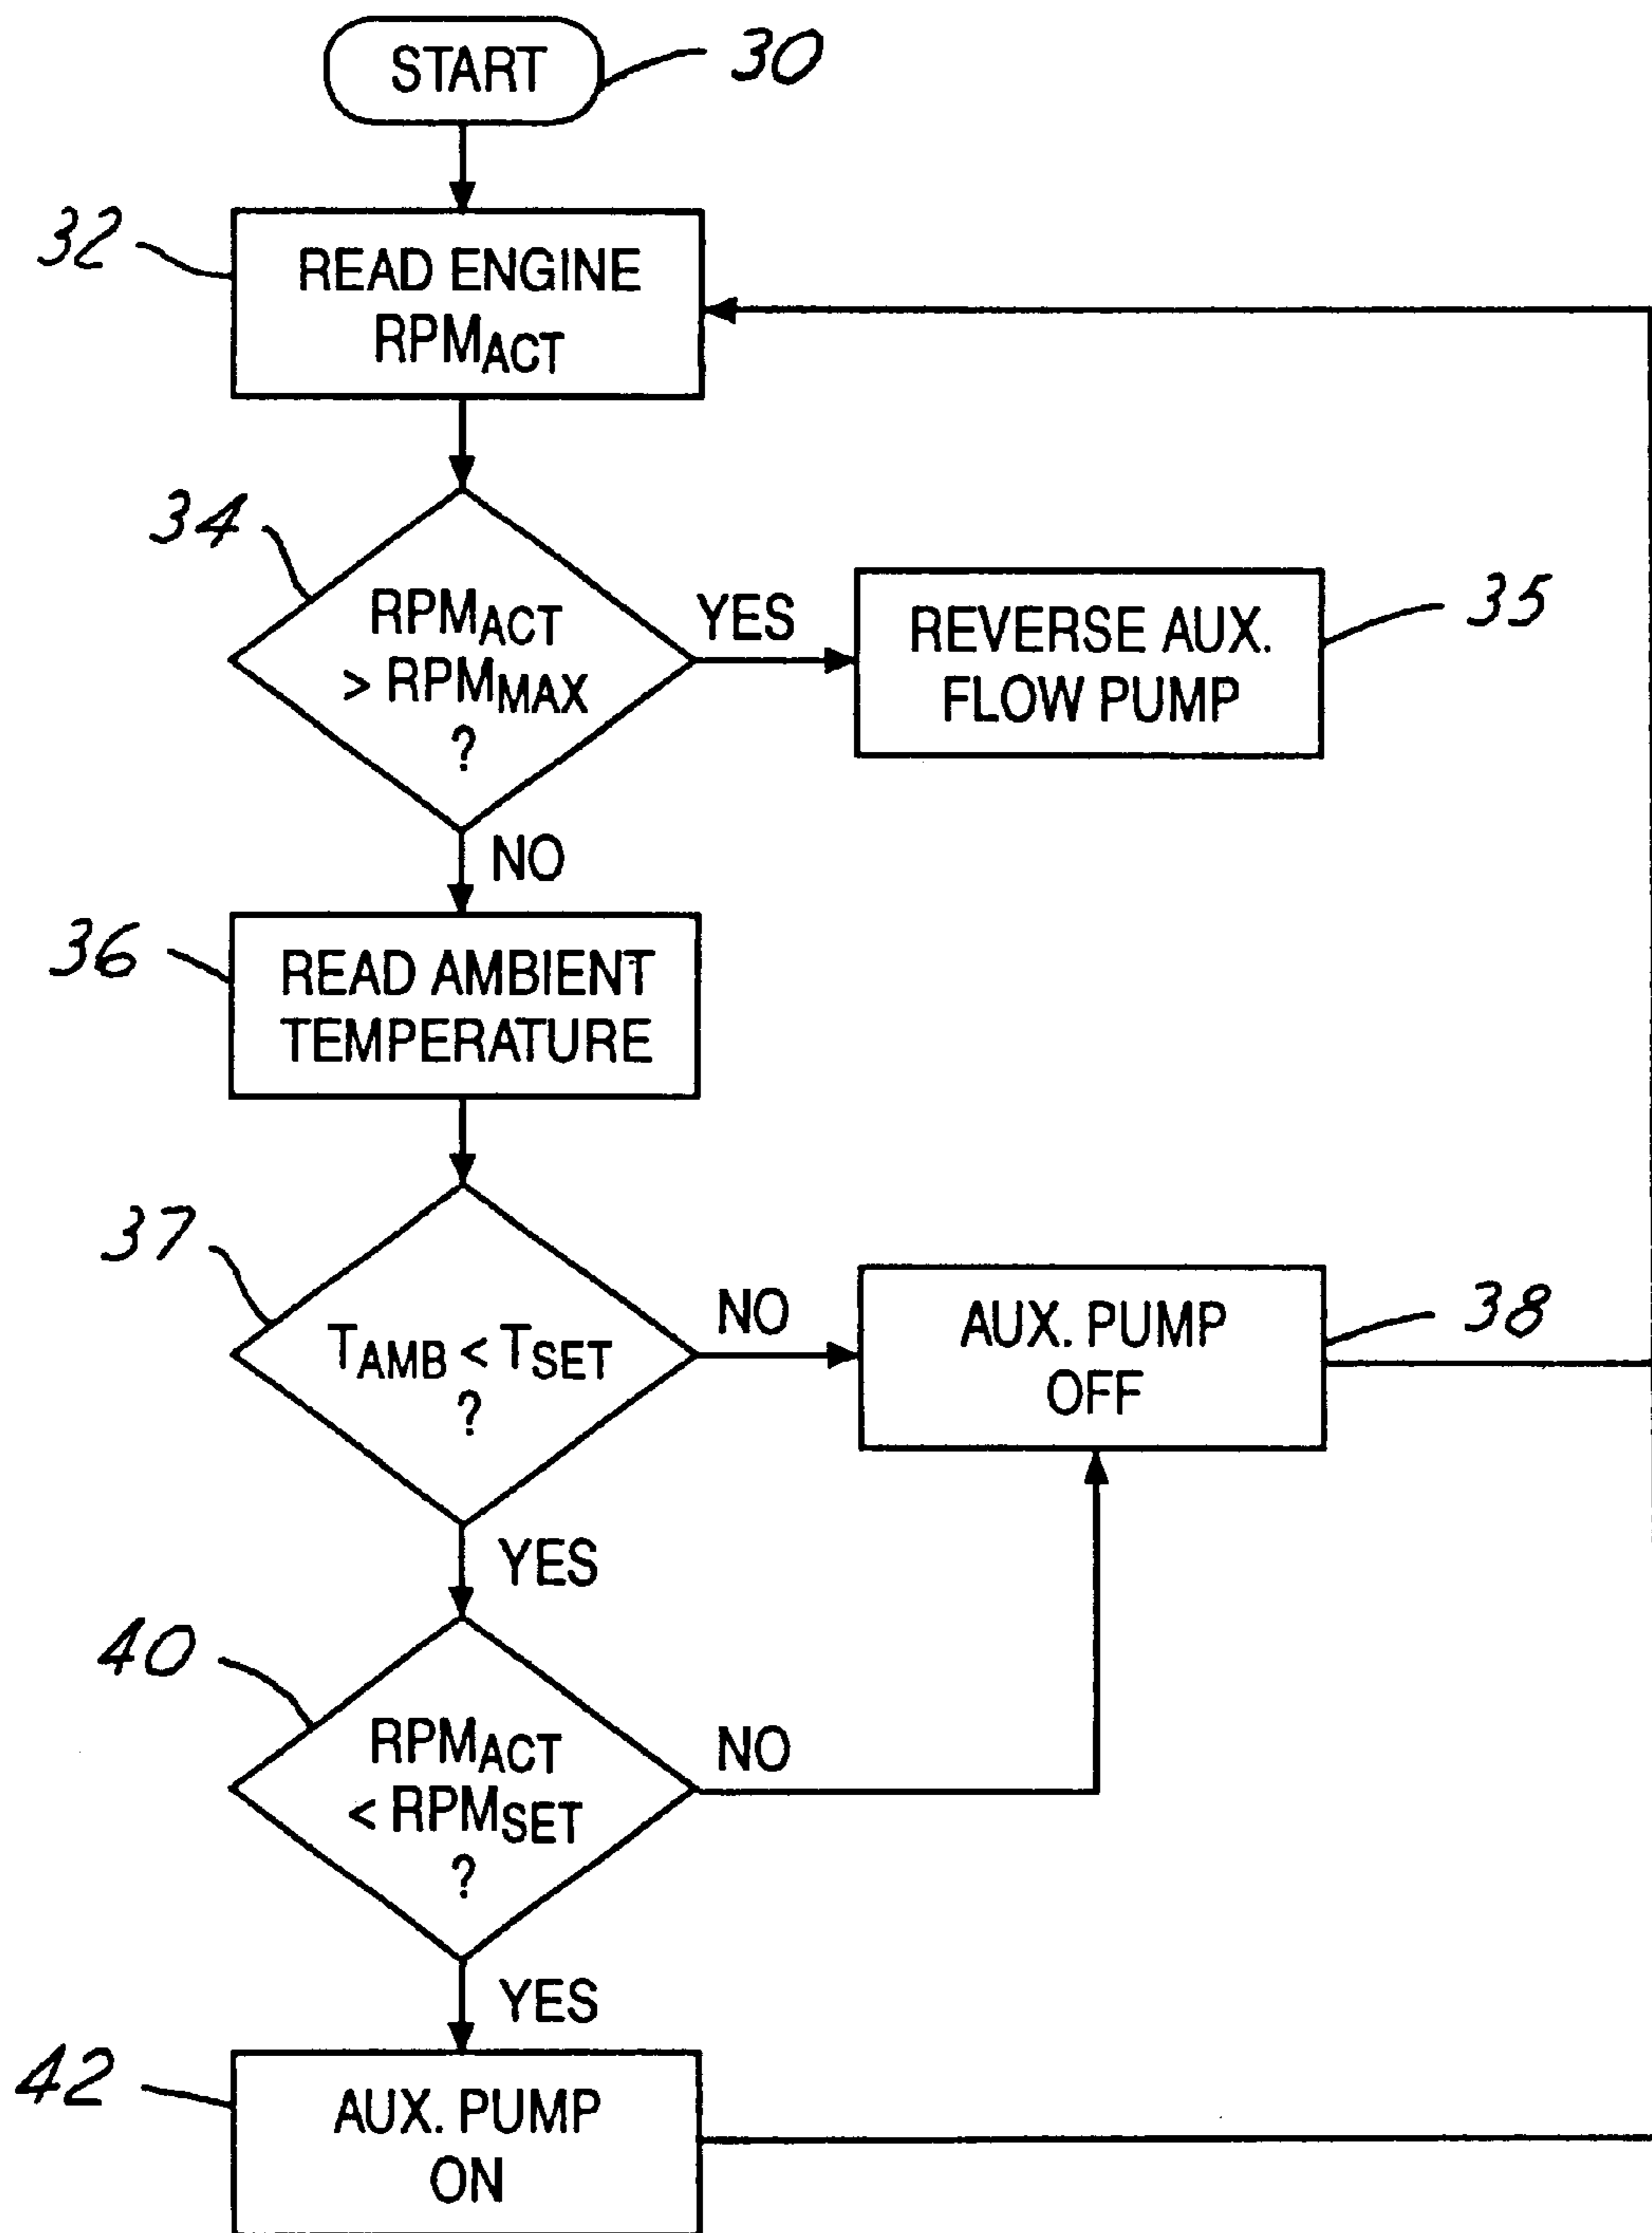 START
30
32
READ ENGINE
RPMACT
34
RPMACT
> RPMMAX
?
YES
REVERSE AUX.
FLOW PUMP
35
NO
36
READ AMBIENT
TEMPERATURE
37
TAMB < TSET
?
NO
AUX. PUMP
OFF
38
YES
40
RPMACT
< RPMSET
?
NO
YES
42
AUX. PUMP
ON